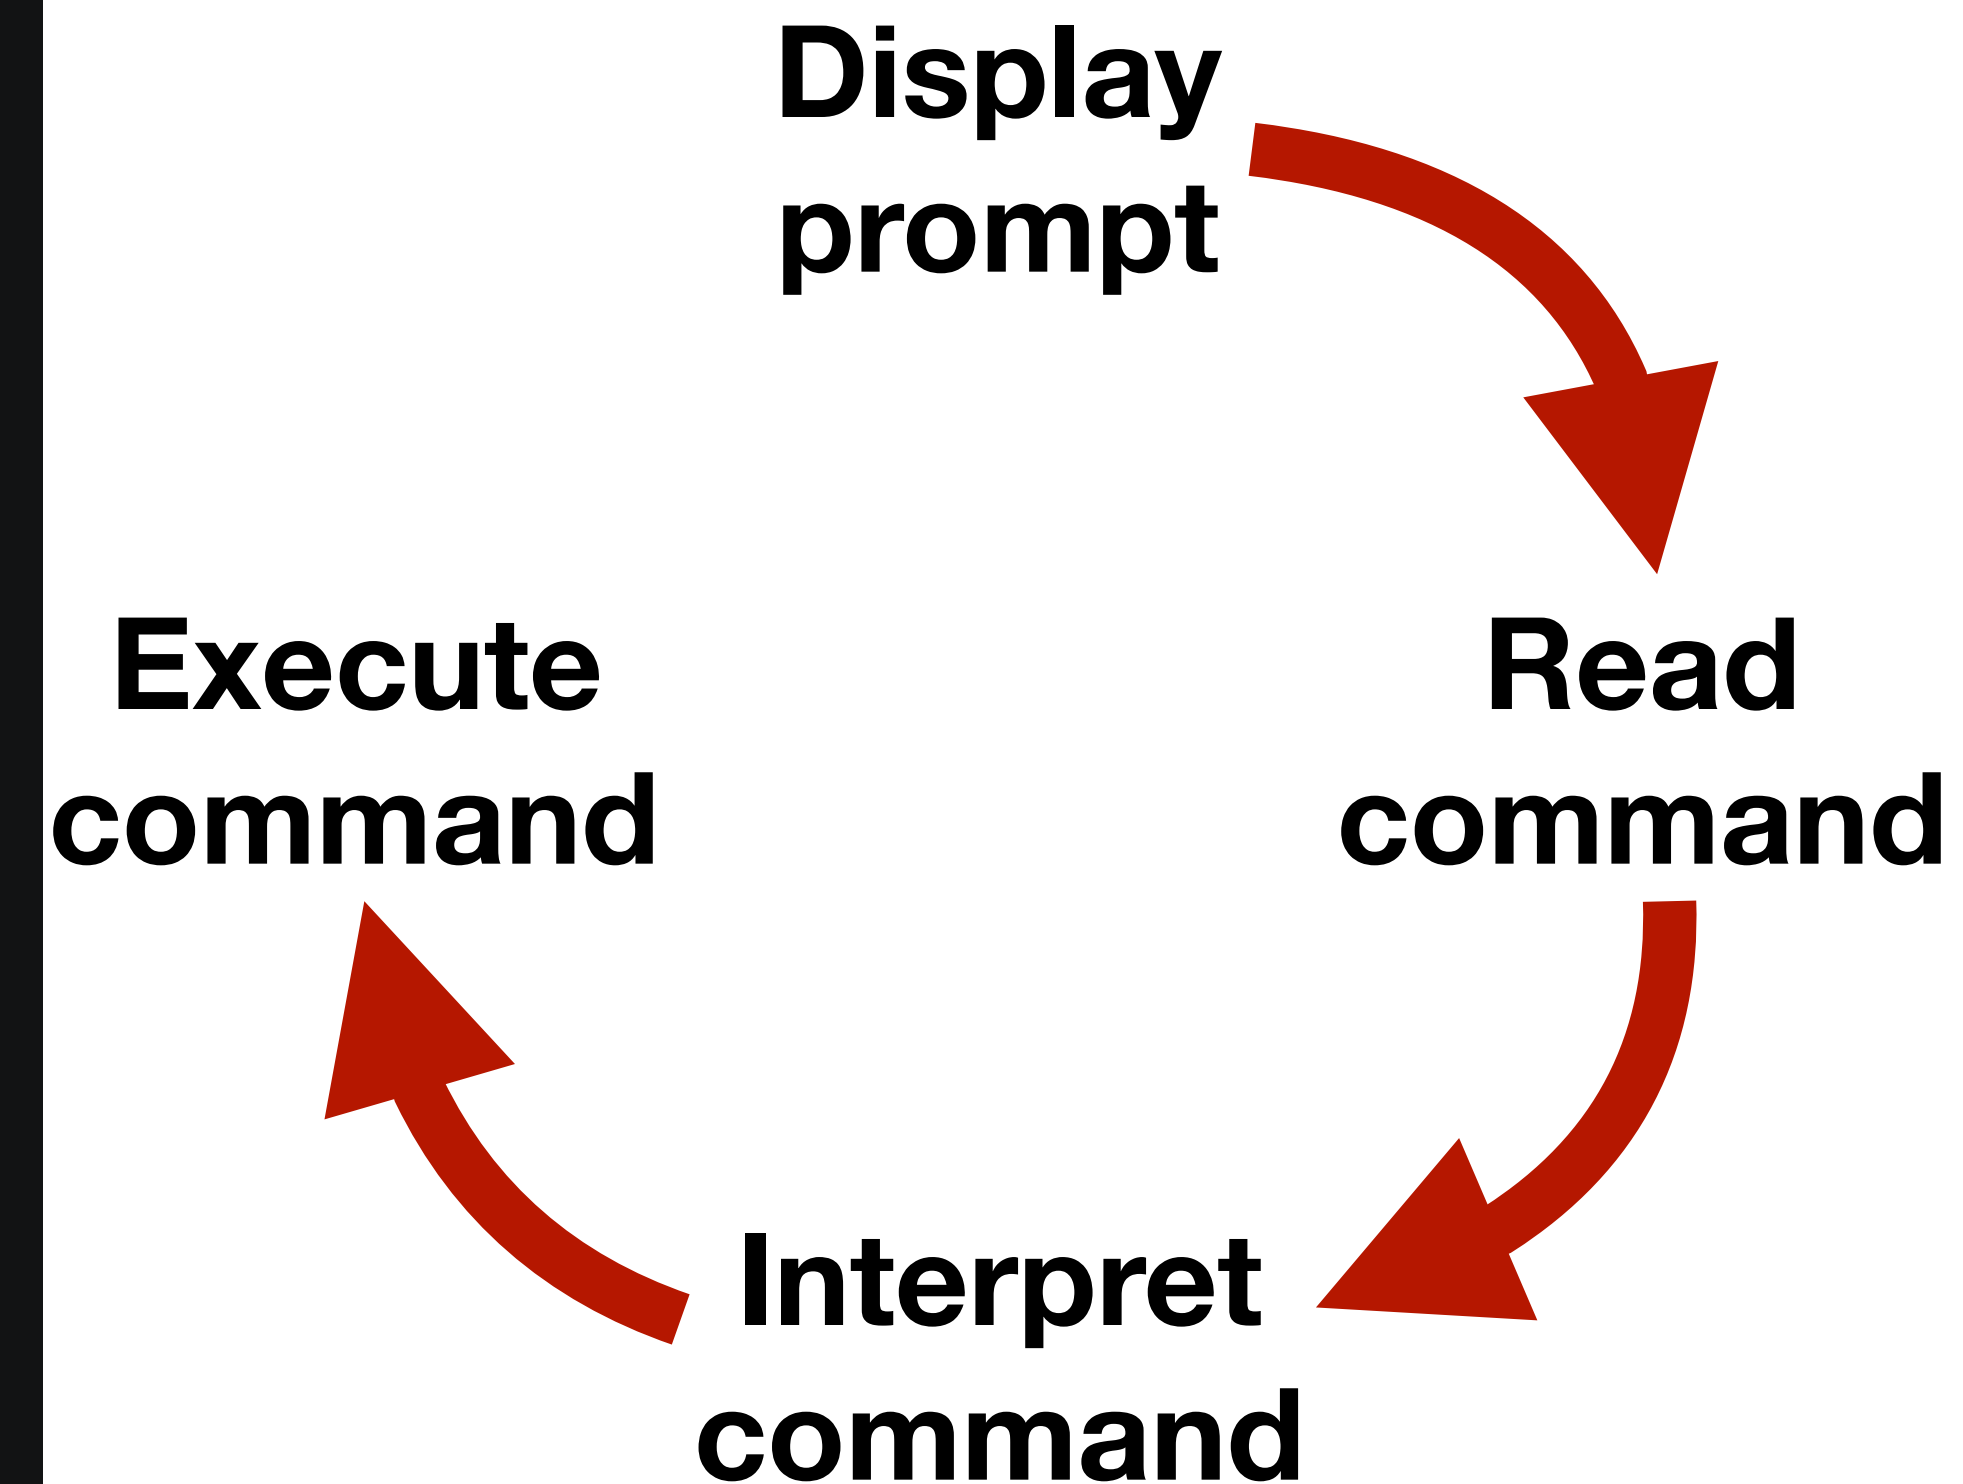 Display
prompt
Read
command
Interpret
command
Execute
command